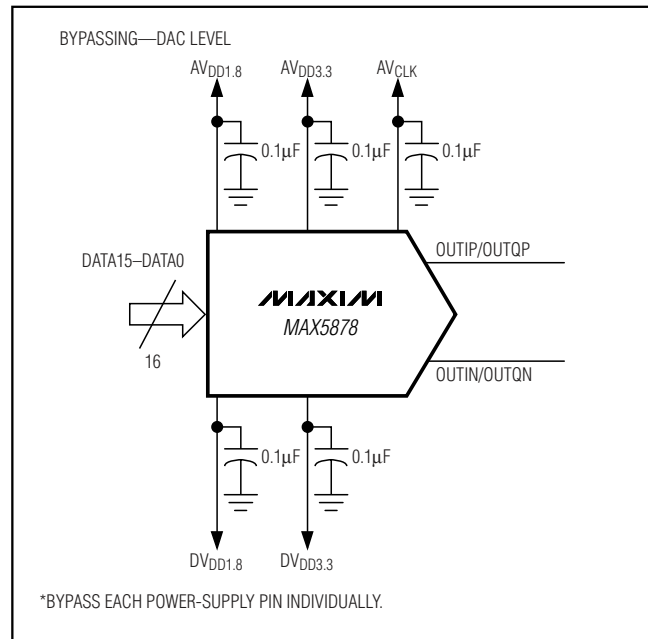 BYPASSING—DAC LEVEL
AVDD1.8 AVDD3.3 AVCLK
0.1µF 0.1µF 0.1µF
DATA15–DATA0
OUTIP/OUTQP
MAXIM
MAX5878
16
OUTIN/OUTQN
0.1µF 0.1µF
DVDD1.8 DVDD3.3
*BYPASS EACH POWER-SUPPLY PIN INDIVIDUALLY.